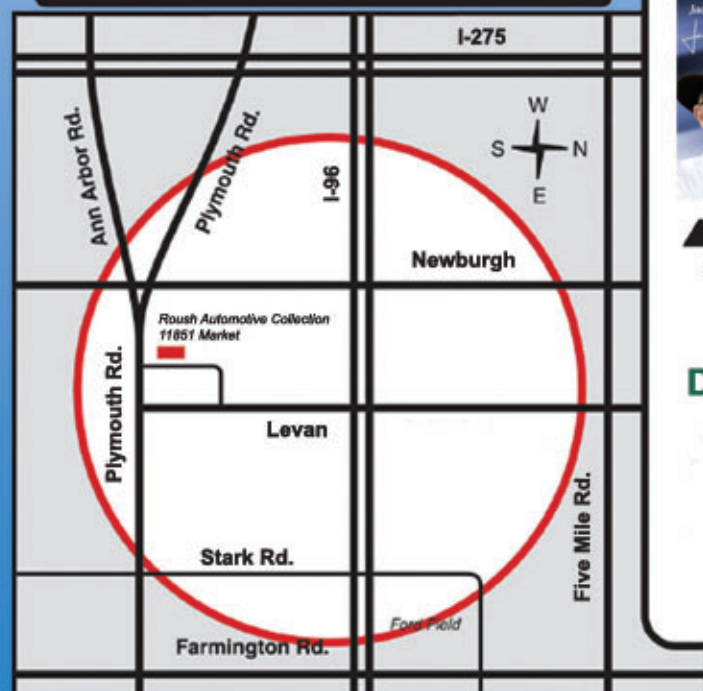 I-275
W
S N
E
Ann Arbor Rd.
Plymouth Rd.
I-96
Newburgh
Roush Automotive Collection
11851 Market
Plymouth Rd.
Levan
Five Mile Rd.
Stark Rd.
Ford Field
Farmington Rd.
D